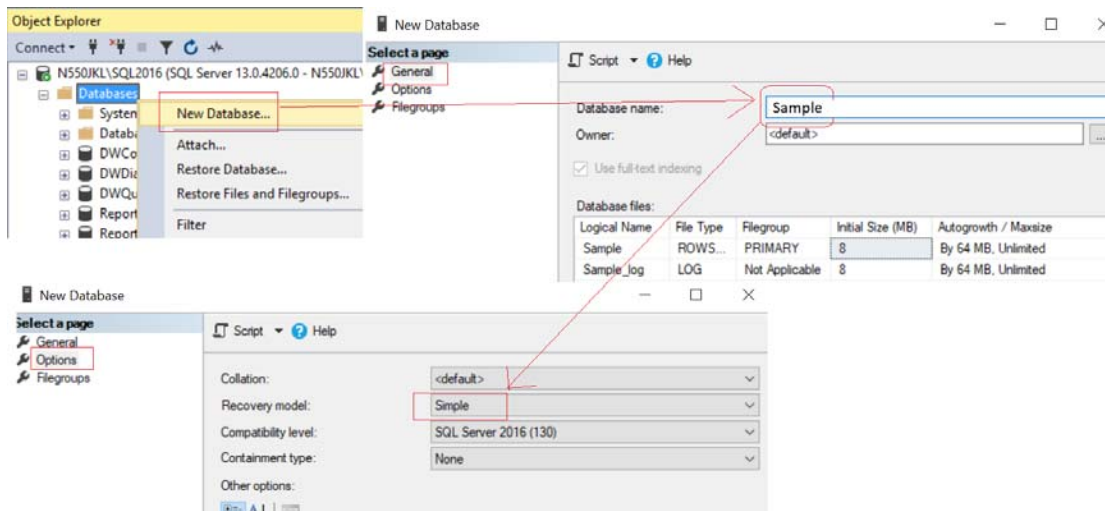 Object Explorer
Connect
N550JKL\SQL2016 (SQL Server 13.0.4206.0 - N550JKL\
Databases
System
Databa
DWCo
DWDia
DWQu
Report
Report
New Database...
Attach...
Restore Database...
Restore Files and Filegroups...
Filter
New Database
Select a page
General
Options
Filegroups
Script Help
Database name: Sample
Owner: <default> ...
Use full-text indexing
Database files:
Logical Name File Type Filegroup Initial Size (MB) Autogrowth / Maxsize
Sample ROWS... PRIMARY 8 By 64 MB, Unlimited
Sample_log LOG Not Applicable 8 By 64 MB, Unlimited
New Database
Select a page
General
Options
Filegroups
Script Help
Collation: <default>
Recovery model: Simple
Compatibility level: SQL Server 2016 (130)
Containment type: None
Other options: